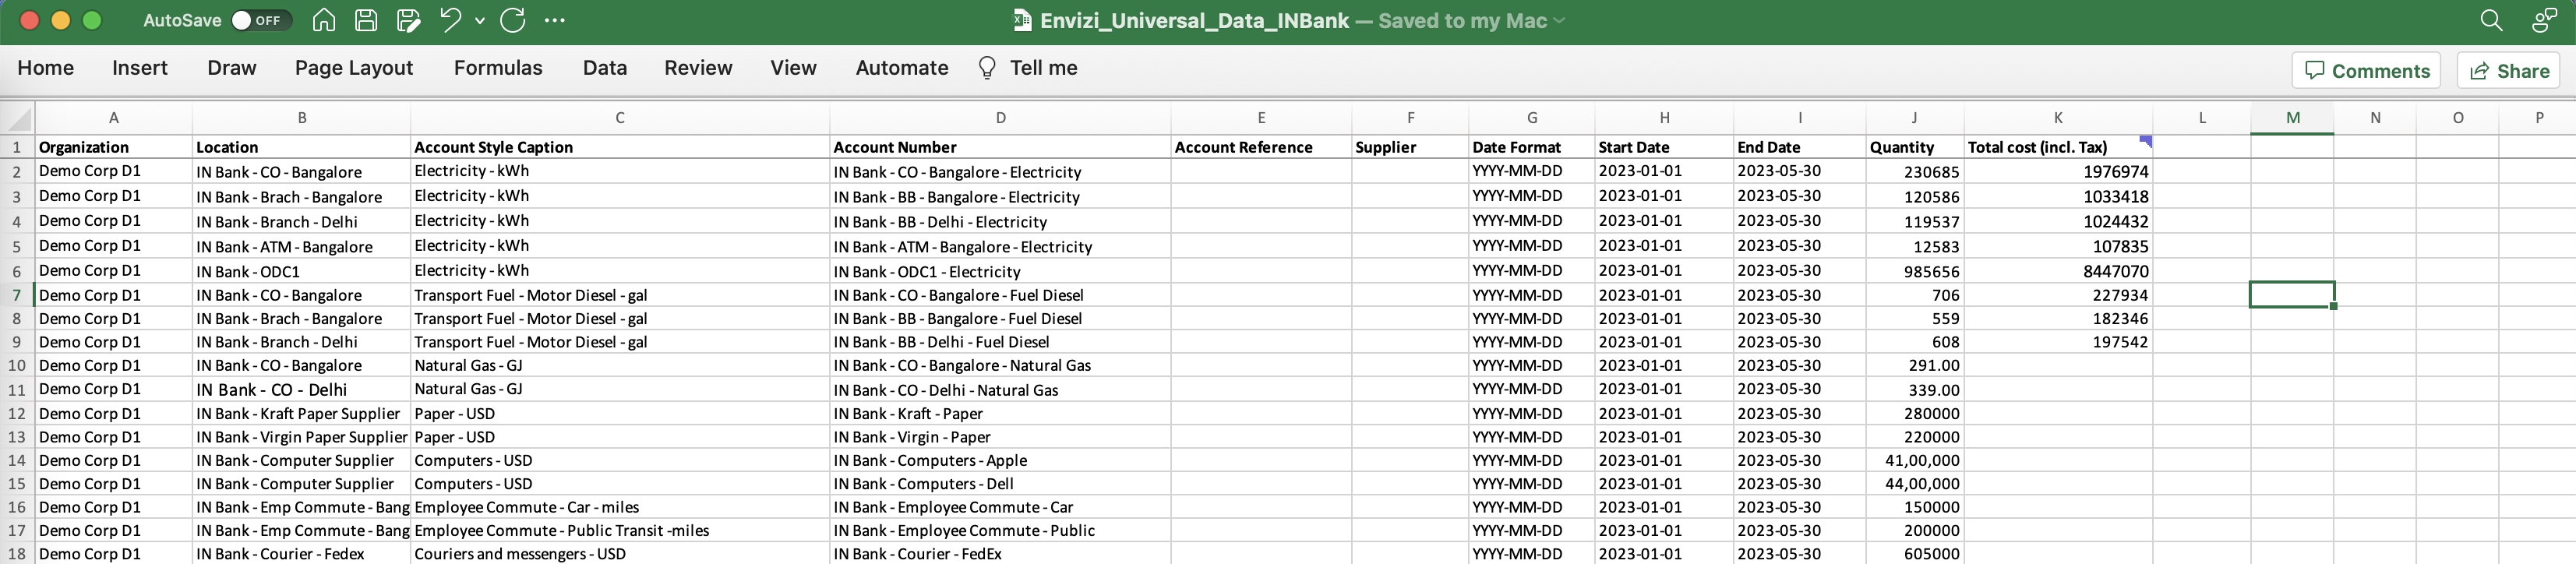 AutoSave OFF ... Envizi_Universal_Data_INBank — Saved to my Mac
Home Insert Draw Page Layout Formulas Data Review View Automate Tell me Comments Share
A B C D E F G H I J K L M N O P
1 Organization Location Account Style Caption Account Number Account Reference Supplier Date Format Start Date End Date Quantity Total cost (incl. Tax)
2 Demo Corp D1 IN Bank - CO - Bangalore Electricity - kWh IN Bank - CO - Bangalore - Electricity YYYY-MM-DD 2023-01-01 2023-05-30 230685 1976974
3 Demo Corp D1 IN Bank - Brach - Bangalore Electricity - kWh IN Bank - BB - Bangalore - Electricity YYYY-MM-DD 2023-01-01 2023-05-30 120586 1033418
4 Demo Corp D1 IN Bank - Branch - Delhi Electricity - kWh IN Bank - BB - Delhi - Electricity YYYY-MM-DD 2023-01-01 2023-05-30 119537 1024432
5 Demo Corp D1 IN Bank - ATM - Bangalore Electricity - kWh IN Bank - ATM - Bangalore - Electricity YYYY-MM-DD 2023-01-01 2023-05-30 12583 107835
6 Demo Corp D1 IN Bank - ODC1 Electricity - kWh IN Bank - ODC1 - Electricity YYYY-MM-DD 2023-01-01 2023-05-30 985656 8447070
7 Demo Corp D1 IN Bank - CO - Bangalore Transport Fuel - Motor Diesel - gal IN Bank - CO - Bangalore - Fuel Diesel YYYY-MM-DD 2023-01-01 2023-05-30 706 227934
8 Demo Corp D1 IN Bank - Brach - Bangalore Transport Fuel - Motor Diesel - gal IN Bank - BB - Bangalore - Fuel Diesel YYYY-MM-DD 2023-01-01 2023-05-30 559 182346
9 Demo Corp D1 IN Bank - Branch - Delhi Transport Fuel - Motor Diesel - gal IN Bank - BB - Delhi - Fuel Diesel YYYY-MM-DD 2023-01-01 2023-05-30 608 197542
10 Demo Corp D1 IN Bank - CO - Bangalore Natural Gas - GJ IN Bank - CO - Bangalore - Natural Gas YYYY-MM-DD 2023-01-01 2023-05-30 291.00
11 Demo Corp D1 IN Bank - CO - Delhi Natural Gas - GJ IN Bank - CO - Delhi - Natural Gas YYYY-MM-DD 2023-01-01 2023-05-30 339.00
12 Demo Corp D1 IN Bank - Kraft Paper Supplier Paper - USD IN Bank - Kraft - Paper YYYY-MM-DD 2023-01-01 2023-05-30 280000
13 Demo Corp D1 IN Bank - Virgin Paper Supplier Paper - USD IN Bank - Virgin - Paper YYYY-MM-DD 2023-01-01 2023-05-30 220000
14 Demo Corp D1 IN Bank - Computer Supplier Computers - USD IN Bank - Computers - Apple YYYY-MM-DD 2023-01-01 2023-05-30 41,00,000
15 Demo Corp D1 IN Bank - Computer Supplier Computers - USD IN Bank - Computers - Dell YYYY-MM-DD 2023-01-01 2023-05-30 44,00,000
16 Demo Corp D1 IN Bank - Emp Commute - Bang Employee Commute - Car - miles IN Bank - Employee Commute - Car YYYY-MM-DD 2023-01-01 2023-05-30 150000
17 Demo Corp D1 IN Bank - Emp Commute - Bang Employee Commute - Public Transit -miles IN Bank - Employee Commute - Public YYYY-MM-DD 2023-01-01 2023-05-30 200000
18 Demo Corp D1 IN Bank - Courier - Fedex Couriers and messengers - USD IN Bank - Courier - FedEx YYYY-MM-DD 2023-01-01 2023-05-30 605000